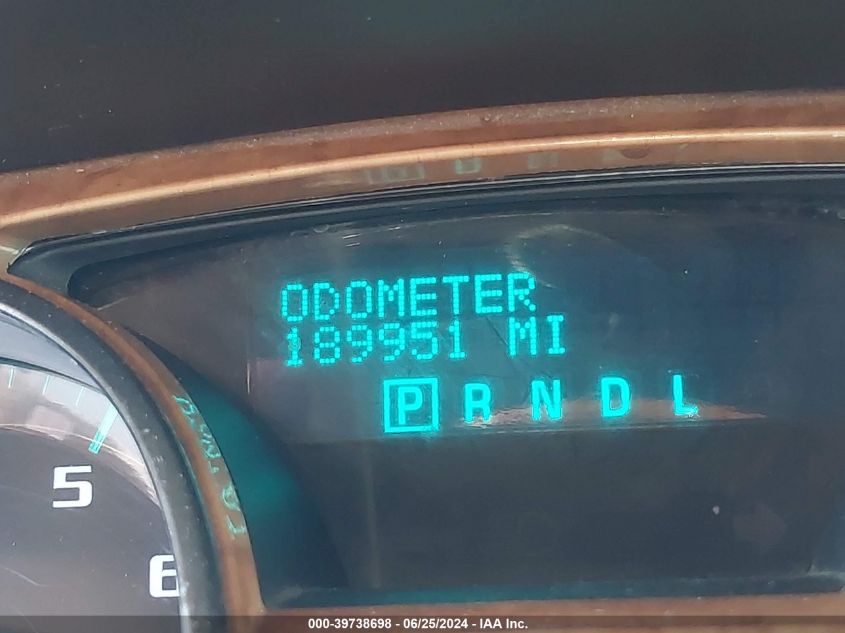 ODOMETER
189951 MI
P R N D L
5
6
000-39738698 - 06/25/2024 - IAA Inc.